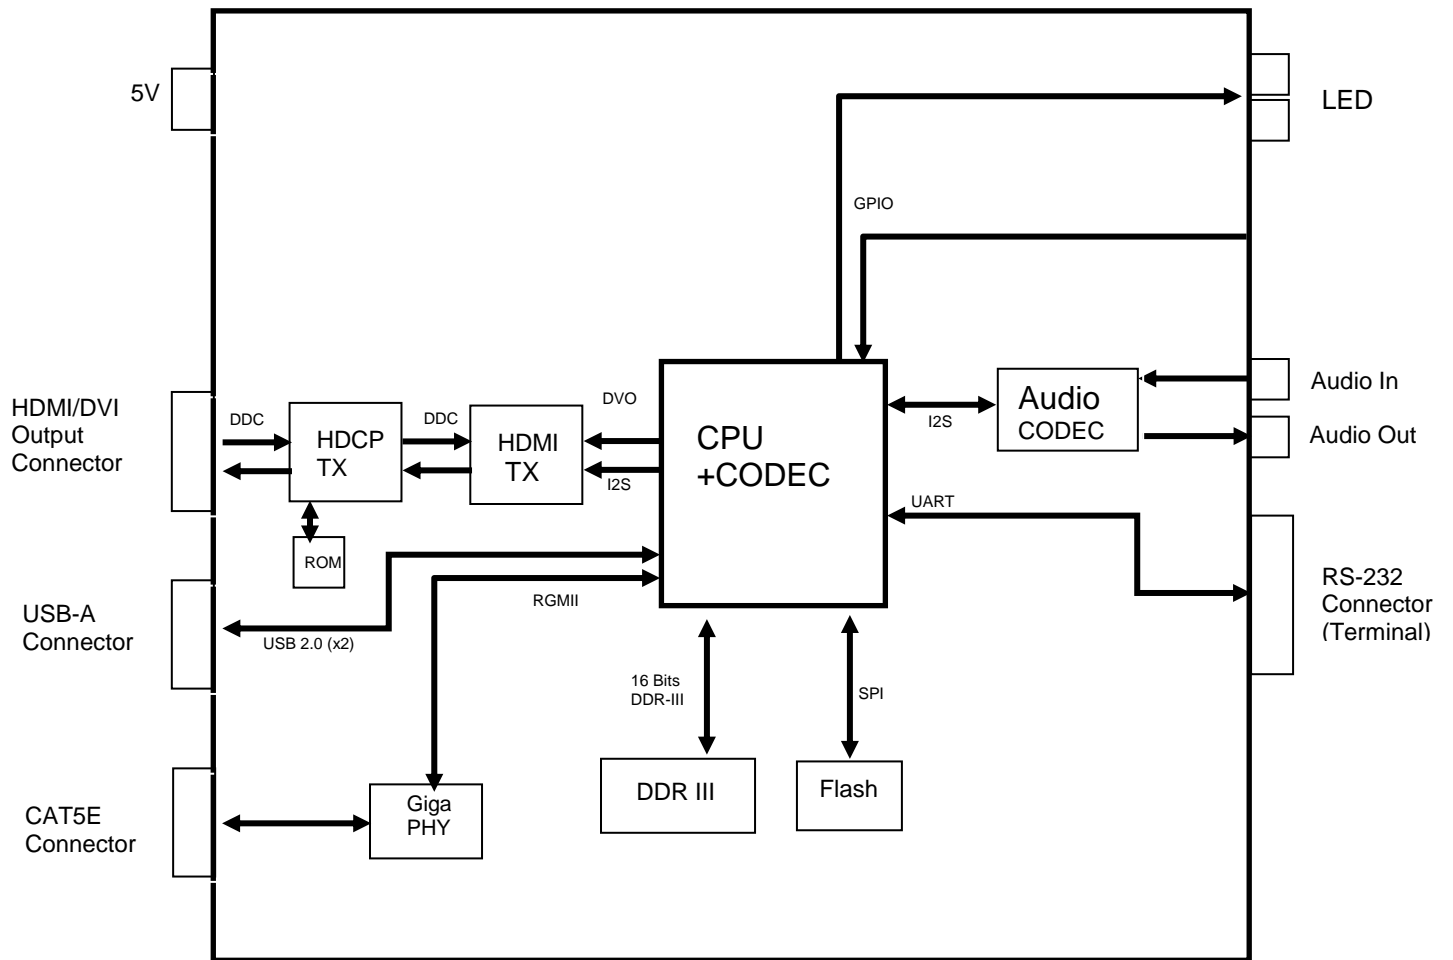 5V
LED
GPIO
HDMI/DVI
Output
Connector
DDC
HDCP
TX
DDC
HDMI
TX
DVO
I2S
CPU
+CODEC
I2S
Audio
CODEC
Audio In
Audio Out
UART
ROM
RGMII
USB-A
Connector
USB 2.0 (x2)
RS-232
Connector
(Terminal)
16 Bits
DDR-III
SPI
DDR III
Flash
CAT5E
Connector
Giga
PHY